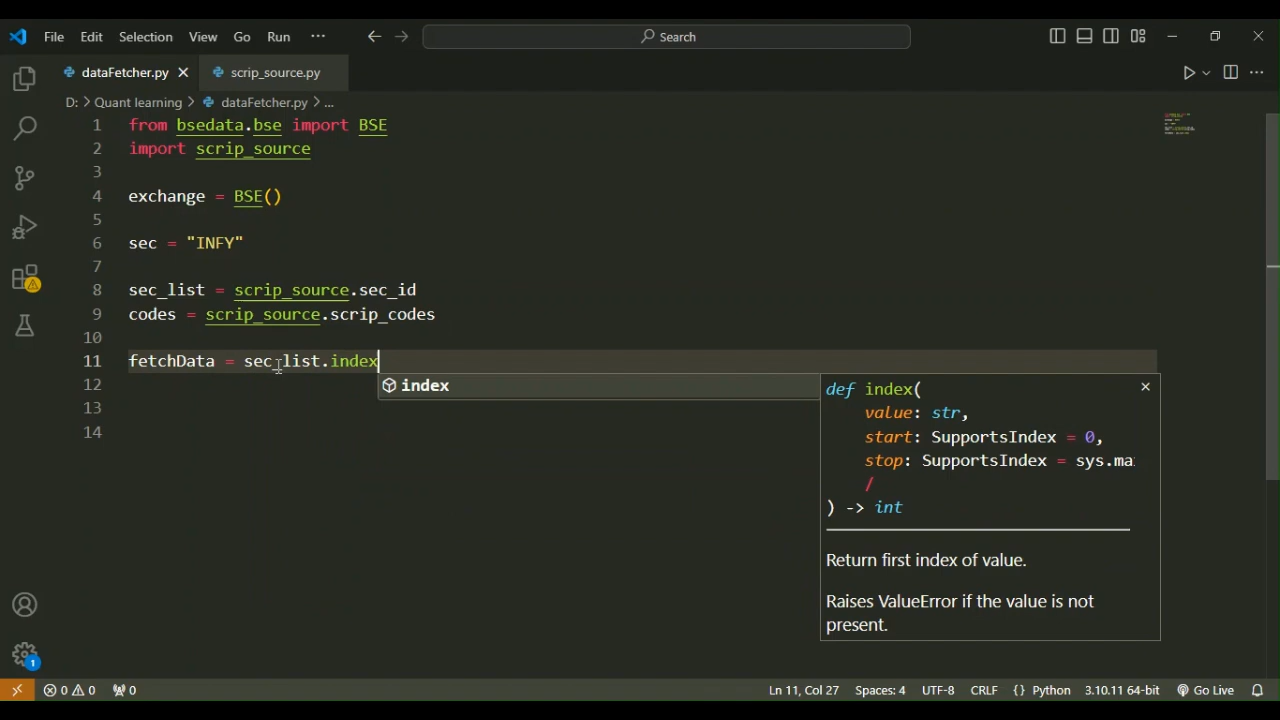 File Edit Selection View Go Run ··· Search
dataFetcher.py scrip_source.py
D: > Quant learning > dataFetcher.py > ...
1 from bsedata.bse import BSE
2 import scrip_source
3
4 exchange = BSE()
5
6 sec = "INFY"
7
8 sec_list = scrip_source.sec_id
9 codes = scrip_source.scrip_codes
10
11 fetchData = sec_list.index
12
13
14
index
def index(
value: str,
start: SupportsIndex = 0,
stop: SupportsIndex = sys.ma
/
) -> int
Return first index of value.
Raises ValueError if the value is not
present.
1
0 0 0 Ln 11, Col 27 Spaces: 4 UTF-8 CRLF {} Python 3.10.11 64-bit Go Live